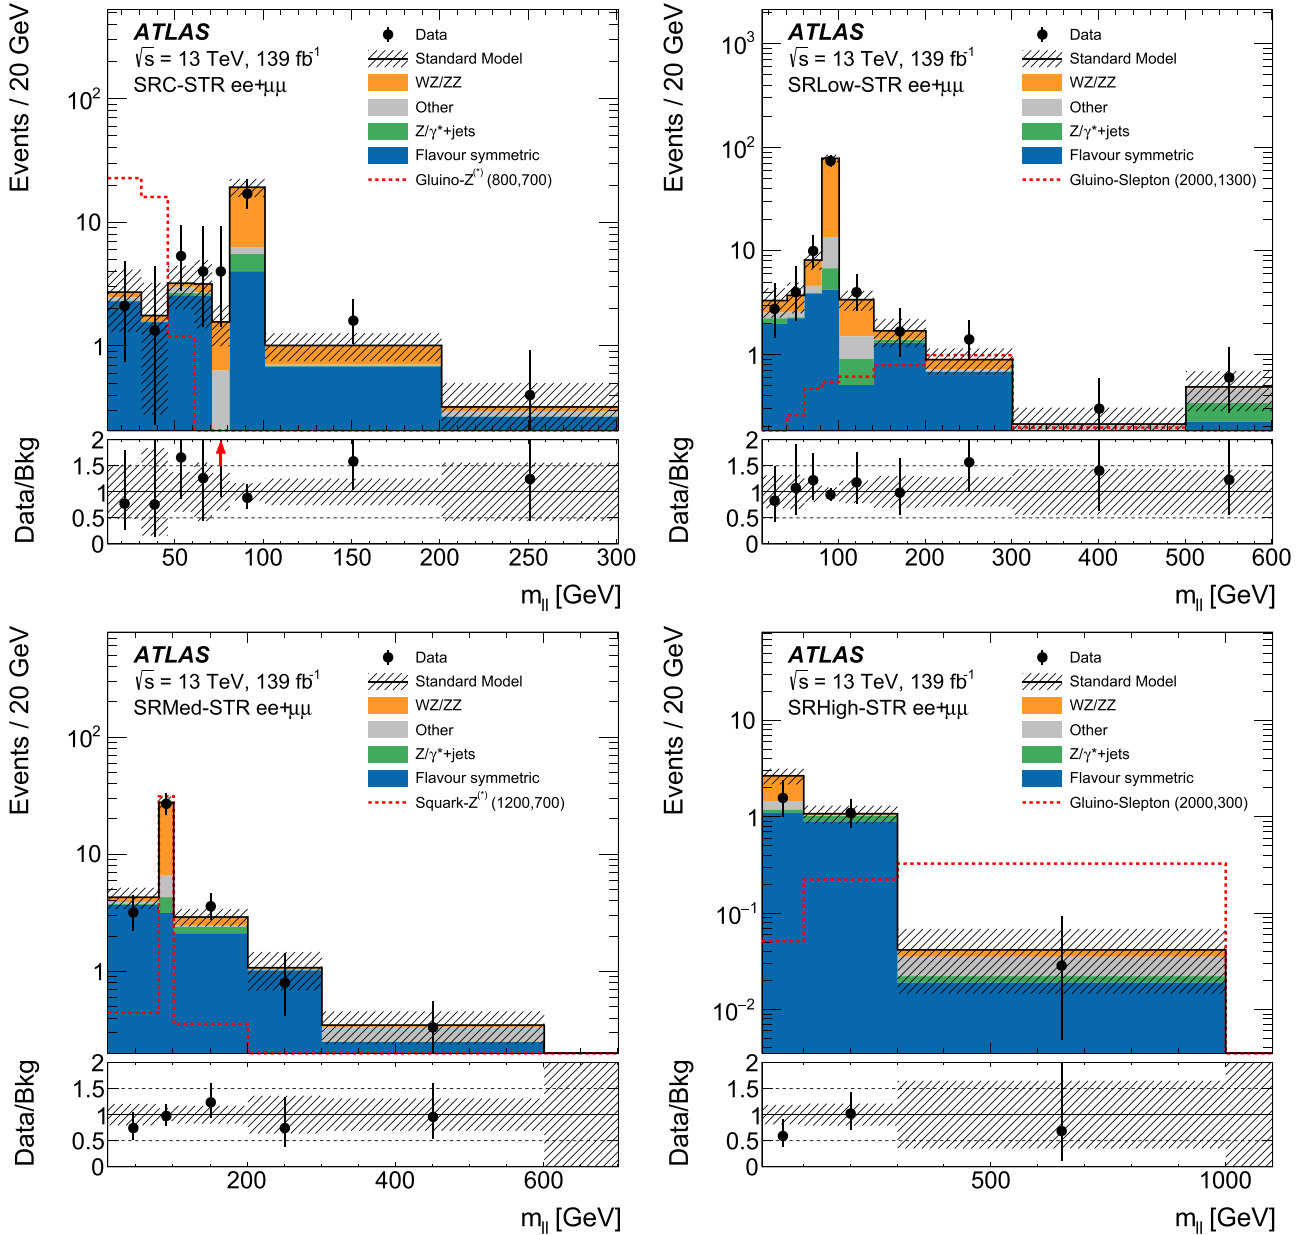 ATLAS
√s = 13 TeV, 139 fb⁻¹
SRC-STR ee+μμ
Data
Standard Model
WZ/ZZ
Other
Z/γ*+jets
Flavour symmetric
Gluino-Z⁽*⁾ (800,700)
Events / 20 GeV
10²
10
1
Data/Bkg
2
1.5
1
0.5
0
50 100 150 200 250 300
m_ll [GeV]
ATLAS
√s = 13 TeV, 139 fb⁻¹
SRLow-STR ee+μμ
Data
Standard Model
WZ/ZZ
Other
Z/γ*+jets
Flavour symmetric
Gluino-Slepton (2000,1300)
Events / 20 GeV
10³
10²
10
1
Data/Bkg
2
1.5
1
0.5
0
100 200 300 400 500 600
m_ll [GeV]
ATLAS
√s = 13 TeV, 139 fb⁻¹
SRMed-STR ee+μμ
Data
Standard Model
WZ/ZZ
Other
Z/γ*+jets
Flavour symmetric
Squark-Z⁽*⁾ (1200,700)
Events / 20 GeV
10²
10
1
Data/Bkg
2
1.5
1
0.5
0
200 400 600
m_ll [GeV]
ATLAS
√s = 13 TeV, 139 fb⁻¹
SRHigh-STR ee+μμ
Data
Standard Model
WZ/ZZ
Other
Z/γ*+jets
Flavour symmetric
Gluino-Slepton (2000,300)
Events / 20 GeV
10
1
10⁻¹
10⁻²
Data/Bkg
2
1.5
1
0.5
0
500 1000
m_ll [GeV]